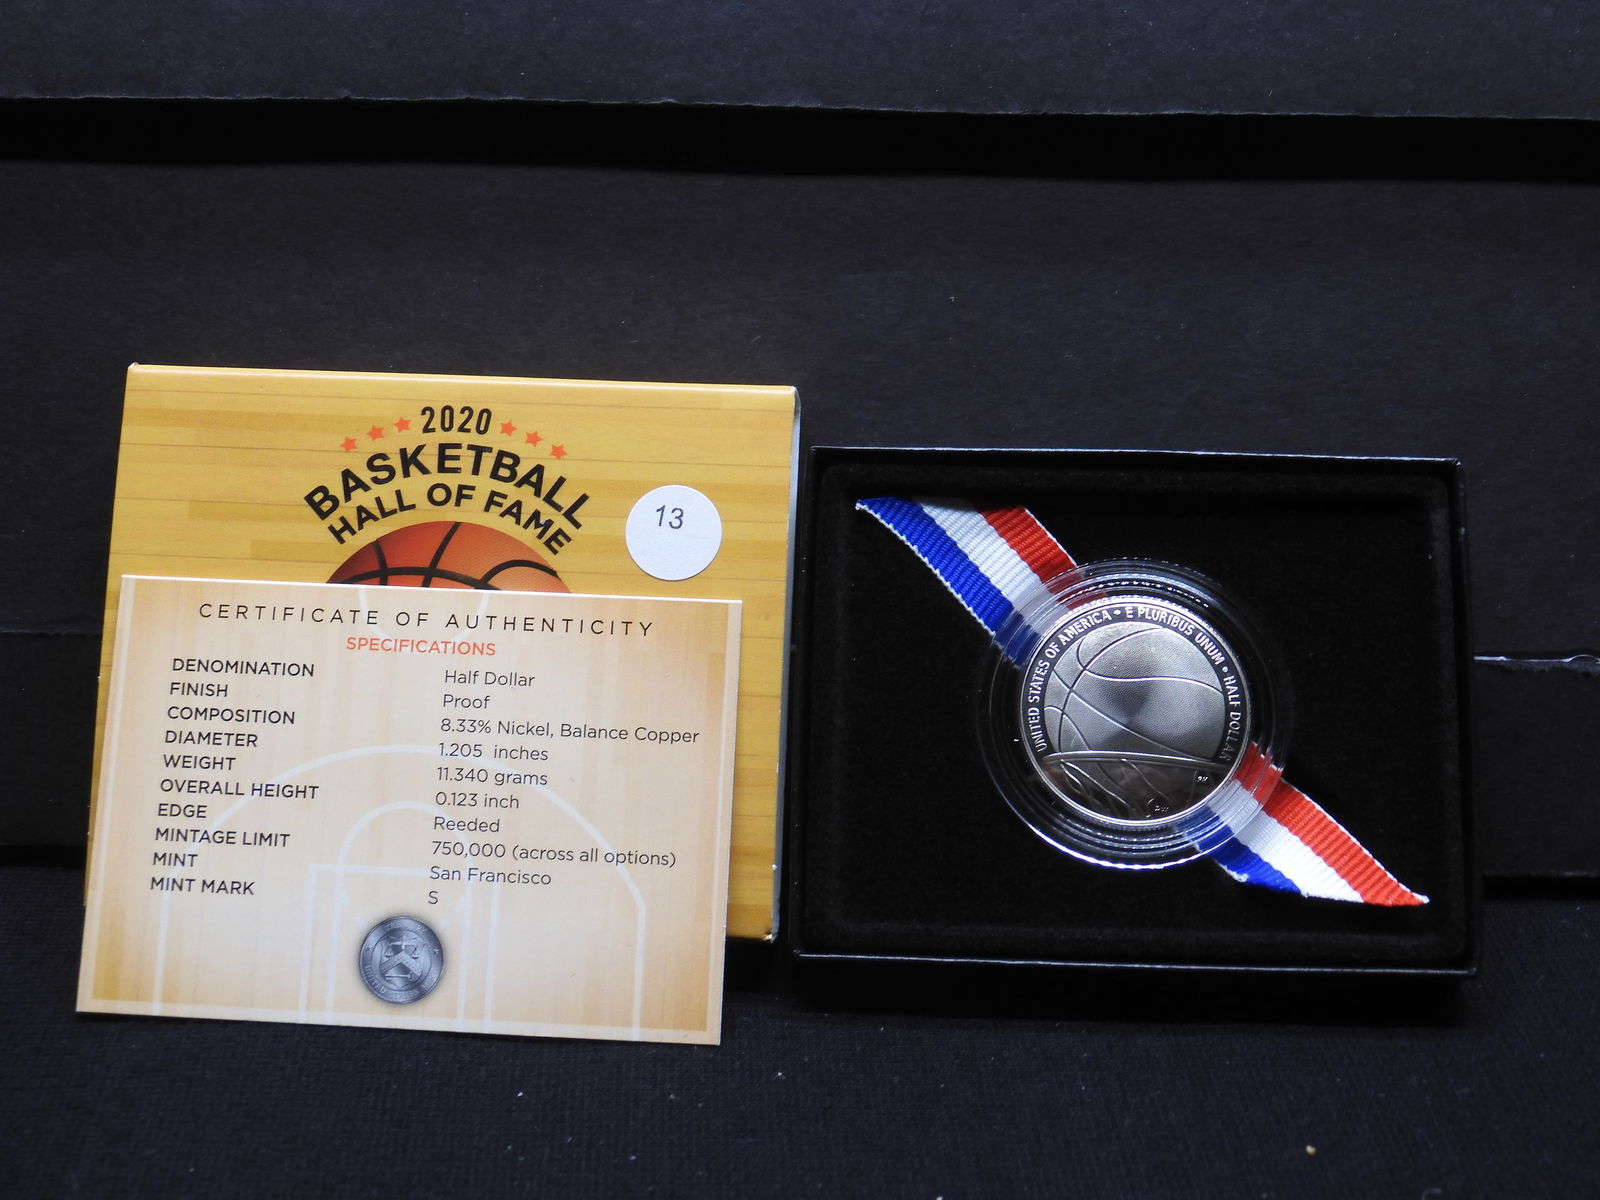 2020
BASKETBALL
HALL OF FAME
13
CERTIFICATE OF AUTHENTICITY
SPECIFICATIONS
DENOMINATION Half Dollar
FINISH Proof
COMPOSITION 8.33% Nickel, Balance Copper
DIAMETER 1.205 inches
WEIGHT 11.340 grams
OVERALL HEIGHT 0.123 inch
EDGE Reeded
MINTAGE LIMIT 750,000 (across all options)
MINT San Francisco
MINT MARK S
UNITED STATES OF AMERICA • E PLURIBUS UNUM • HALF DOLLAR